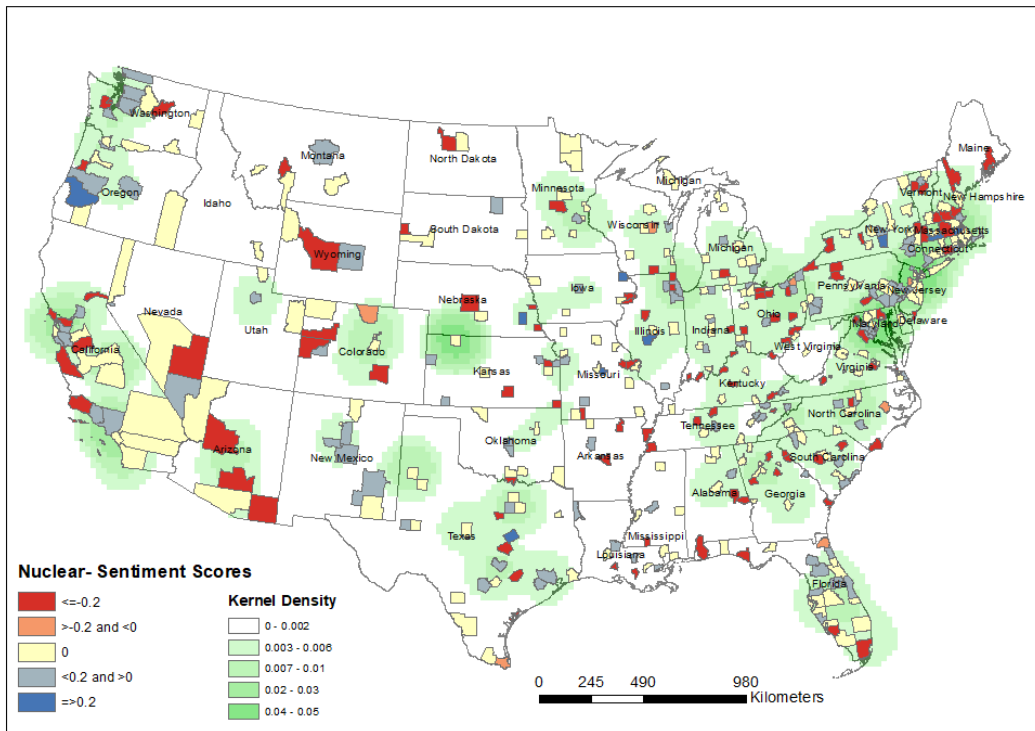 Washington
Montana
North Dakota
Maine
Minnesota
Michigan
Vermont
New Hampshire
Oregon
Idaho
South Dakota
Wisconsin
New York
Massachusetts
Michigan
Connecticut
Wyoming
Iowa
Pennsylvania
New Jersey
Nebraska
Nevada
Utah
Illinois
Indiana
Ohio
Maryland
Delaware
California
Colorado
West Virginia
Kansas
Missouri
Virginia
Kentucky
North Carolina
Oklahoma
Tennessee
Arizona
New Mexico
Arkansas
South Carolina
Alabama
Georgia
Texas
Mississippi
Louisiana
Florida
Nuclear- Sentiment Scores
<=-0.2
>-0.2 and <0
0
<0.2 and >0
=>0.2
Kernel Density
0 - 0.002
0.003 - 0.006
0.007 - 0.01
0.02 - 0.03
0.04 - 0.05
0 245 490 980
Kilometers